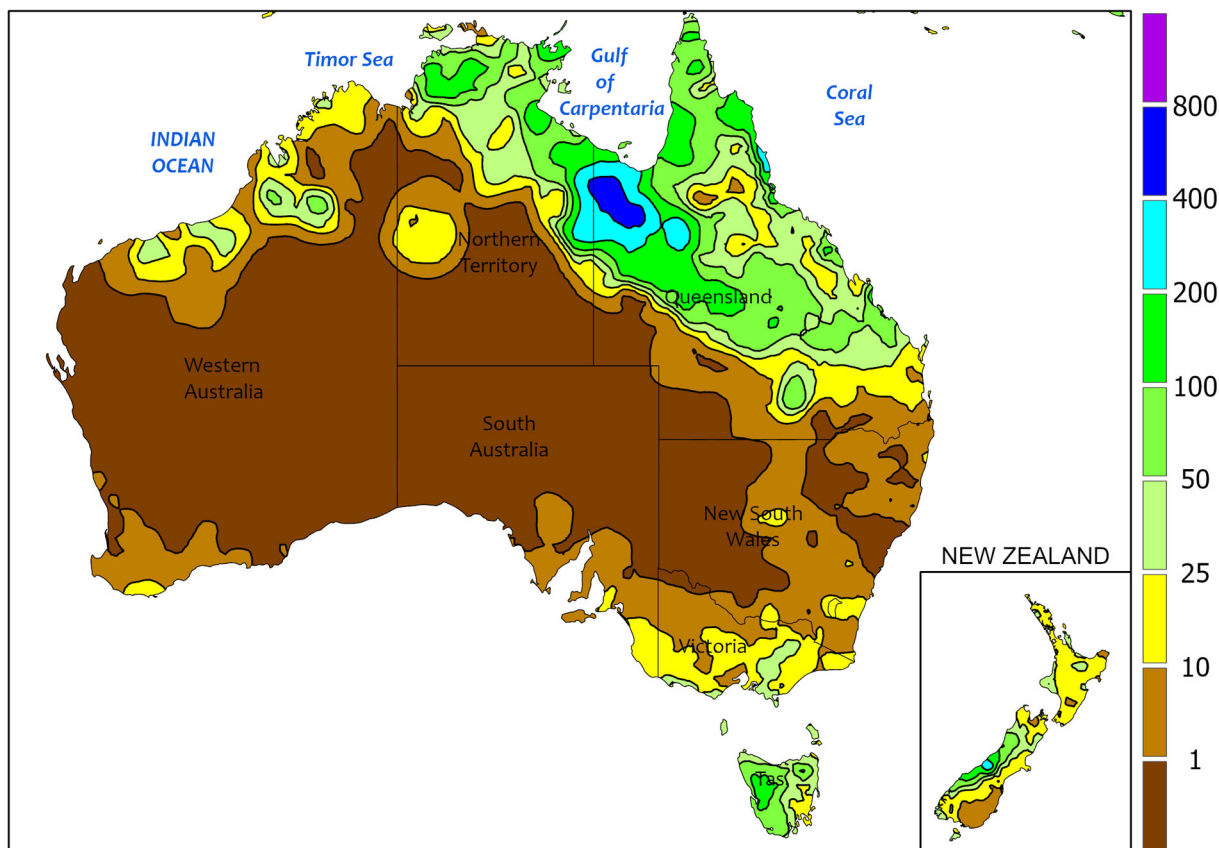 Timor Sea
Gulf
of
Carpentaria
Coral
Sea
INDIAN
OCEAN
Northern
Territory
Queensland
Western
Australia
South
Australia
New South
Wales
Victoria
Tas
NEW ZEALAND
800
400
200
100
50
25
10
1